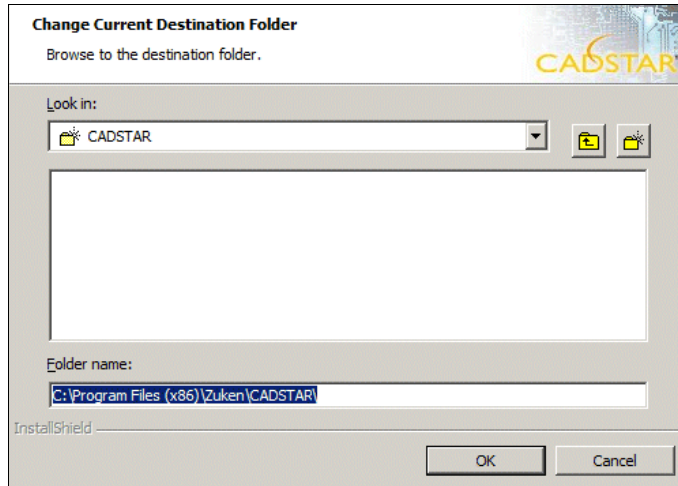 Change Current Destination Folder
Browse to the destination folder.
CADSTAR
Look in:
CADSTAR
Folder name:
C:\Program Files (x86)\Zuken\CADSTAR\
InstallShield
OK
Cancel